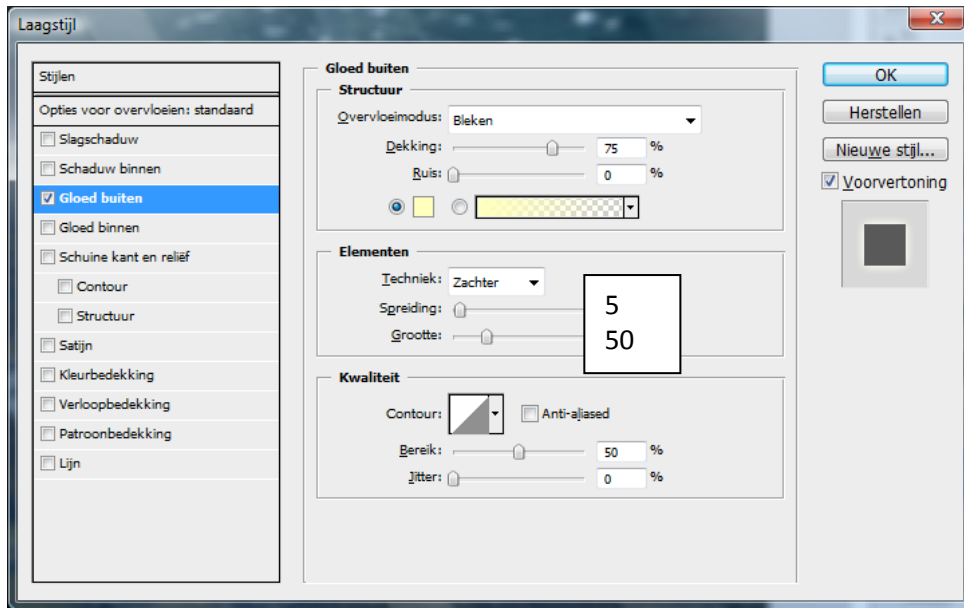 Laagstijl
Stijlen
Opties voor overvloeien: standaard
Slagschaduw
Schaduw binnen
Gloed buiten
Gloed binnen
Schuine kant en reliëf
Contour
Structuur
Satijn
Kleurbedekking
Verloopbedekking
Patroonbedekking
Lijn
Gloed buiten
Structuur
Overvloeimodus: Bleken
Dekking: 75 %
Ruis: 0 %
Elementen
Techniek: Zachter
Spreiding: 5
Grootte: 50
Kwaliteit
Contour: Anti-aliased
Bereik: 50 %
Jitter: 0 %
OK
Herstellen
Nieuwe stijl...
Voorvertoning